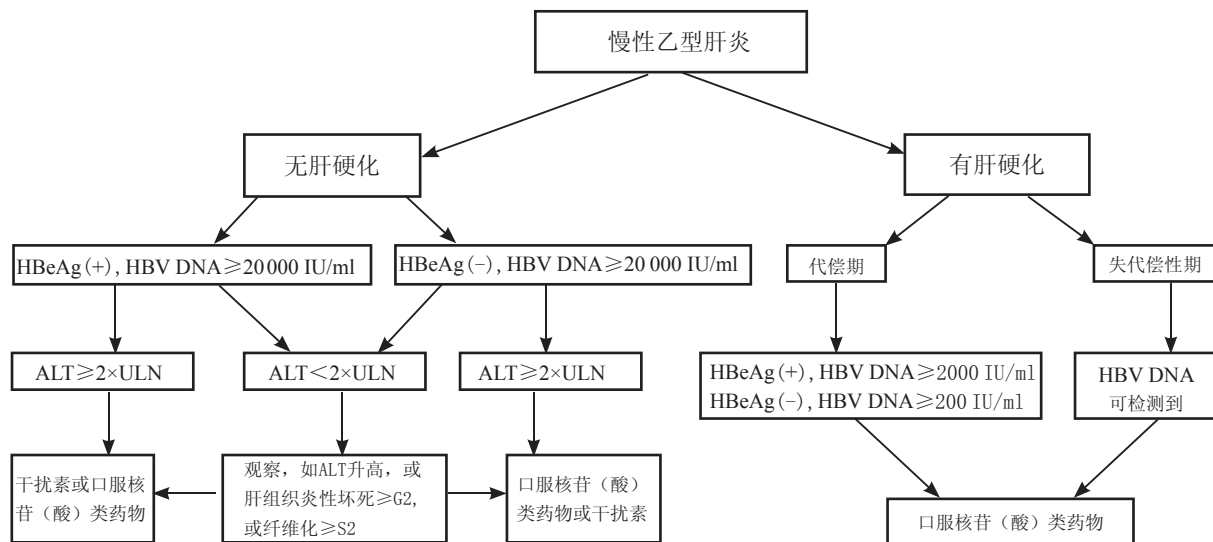 慢性乙型肝炎
无肝硬化
有肝硬化
HBeAg(+), HBV DNA≥20 000 IU/ml
HBeAg(-), HBV DNA≥20 000 IU/ml
代偿期
失代偿性期
ALT≥2×ULN
ALT<2×ULN
ALT≥2×ULN
HBeAg(+), HBV DNA≥2000 IU/ml
HBeAg(-), HBV DNA≥200 IU/ml
HBV DNA
可检测到
干扰素或口服核
苷（酸）类药物
观察，如ALT升高，或
肝组织炎性坏死≥G2,
或纤维化≥S2
口服核苷（酸）
类药物或干扰素
口服核苷（酸）类药物